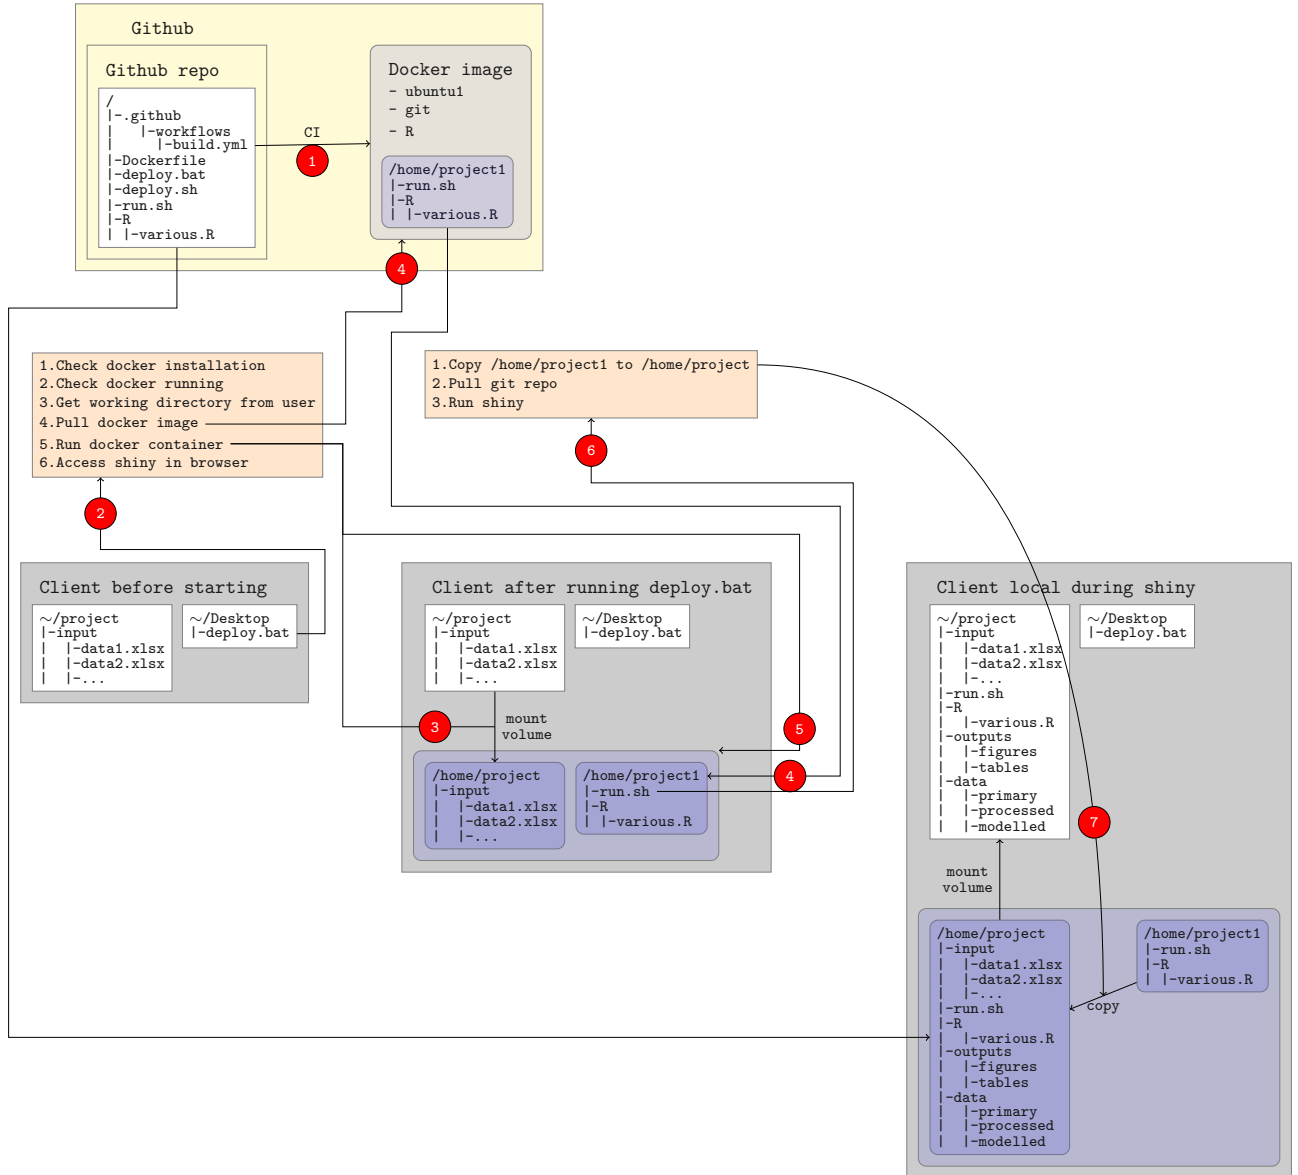 Github
Github repo
/
|-.github
|   |-workflows
|     |-build.yml
|-Dockerfile
|-deploy.bat
|-deploy.sh
|-run.sh
|-R
| |-various.R
CI
1
Docker image
- ubuntu1
- git
- R
/home/project1
|-run.sh
|-R
| |-various.R
4
1.Check docker installation
2.Check docker running
3.Get working directory from user
4.Pull docker image
5.Run docker container
6.Access shiny in browser
2
1.Copy /home/project1 to /home/project
2.Pull git repo
3.Run shiny
6
Client before starting
~/project
|-input
|  |-data1.xlsx
|  |-data2.xlsx
|  |-...
~/Desktop
|-deploy.bat
Client after running deploy.bat
~/project
|-input
|  |-data1.xlsx
|  |-data2.xlsx
|  |-...
~/Desktop
|-deploy.bat
3
mount
volume
5
4
/home/project
|-input
|  |-data1.xlsx
|  |-data2.xlsx
|  |-...
/home/project1
|-run.sh
|-R
| |-various.R
Client local during shiny
~/project
|-input
|  |-data1.xlsx
|  |-data2.xlsx
|  |-...
|-run.sh
|-R
|  |-various.R
|-outputs
|  |-figures
|  |-tables
|-data
|  |-primary
|  |-processed
|  |-modelled
~/Desktop
|-deploy.bat
7
mount
volume
/home/project
|-input
|  |-data1.xlsx
|  |-data2.xlsx
|  |-...
|-run.sh
|-R
|  |-various.R
|-outputs
|  |-figures
|  |-tables
|-data
|  |-primary
|  |-processed
|  |-modelled
copy
/home/project1
|-run.sh
|-R
| |-various.R